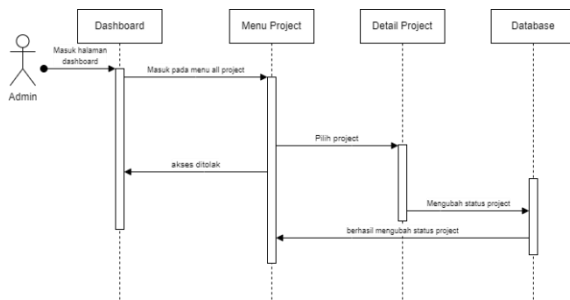 Dashboard
Menu Project
Detail Project
Database
Masuk halaman
dashboard
Admin
Masuk pada menu all project
Pilih project
akses ditolak
Mengubah status project
berhasil mengubah status project